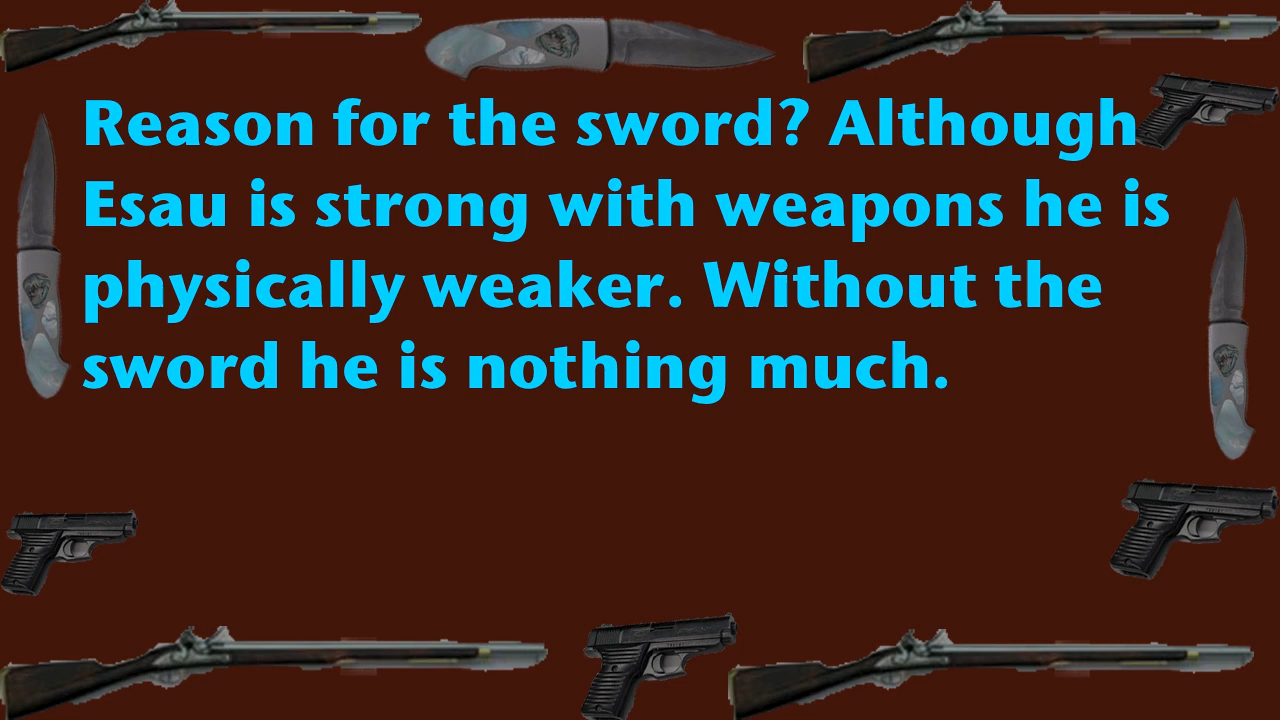 Reason for the sword? Although
Esau is strong with weapons he is
physically weaker. Without the
sword he is nothing much.